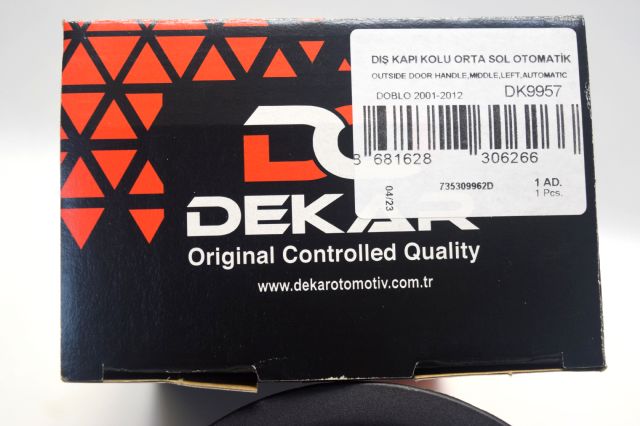 DIŞ KAPI KOLU ORTA SOL OTOMATİK
OUTSIDE DOOR HANDLE,MIDDLE,LEFT,AUTOMATIC
DOBLO 2001-2012 DK9957
8 681628 306266
04/23
735309962D
1 AD.
1 Pcs.
DEKAR
Original Controlled Quality
www.dekarotomotiv.com.tr